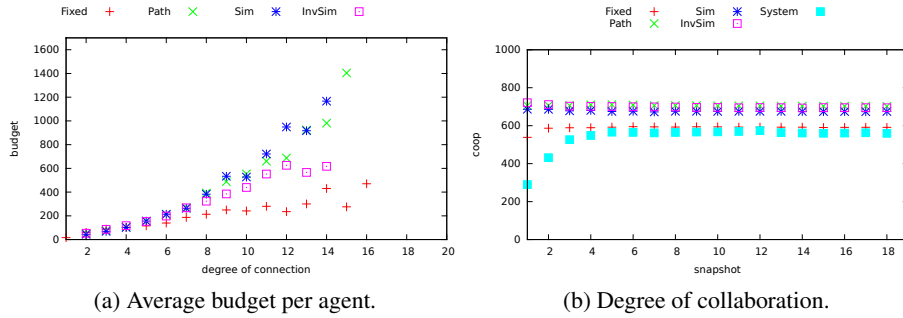 Fixed Path Sim InvSim
1600
1400
1200
1000
800
600
400
200
0
budget
2 4 6 8 10 12 14 16 18 20
degree of connection
(a) Average budget per agent.
Fixed Sim System
Path InvSim
1000
800
600
400
200
0
coop
2 4 6 8 10 12 14 16 18
snapshot
(b) Degree of collaboration.